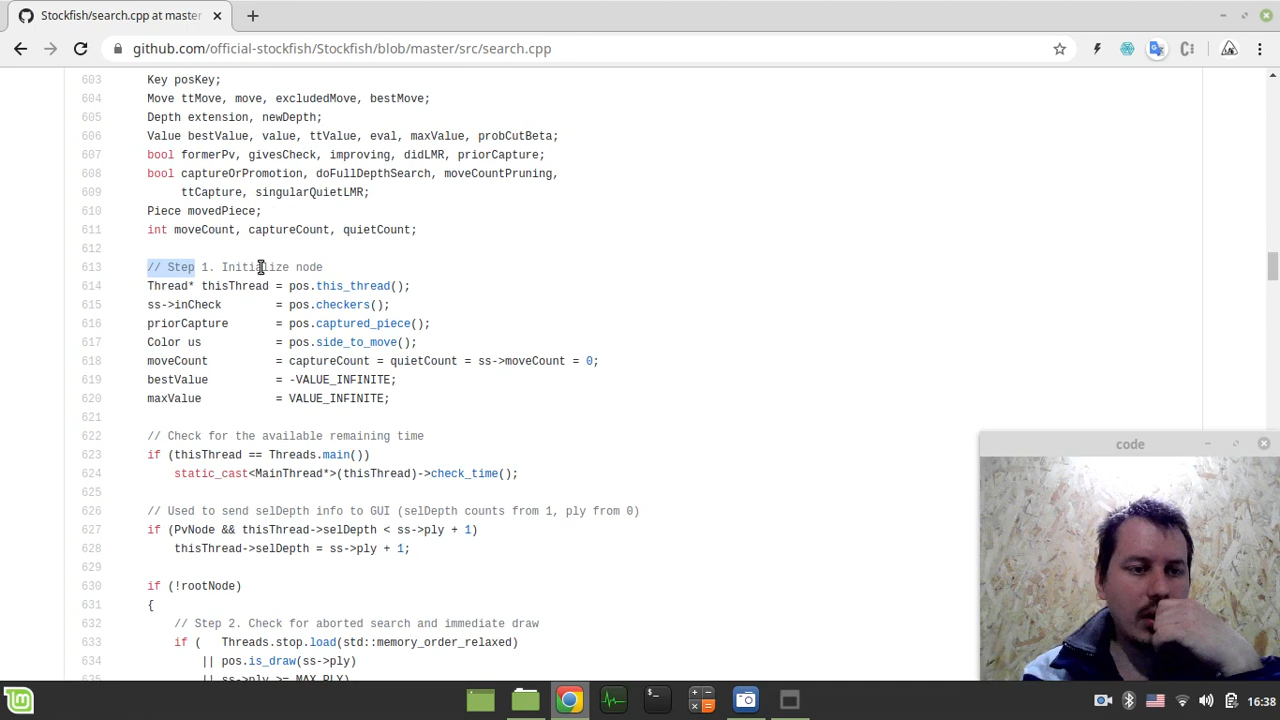 Stockfish/search.cpp at master
github.com/official-stockfish/Stockfish/blob/master/src/search.cpp
603 Key posKey;
604 Move ttMove, move, excludedMove, bestMove;
605 Depth extension, newDepth;
606 Value bestValue, value, ttValue, eval, maxValue, probCutBeta;
607 bool formerPv, givesCheck, improving, didLMR, priorCapture;
608 bool captureOrPromotion, doFullDepthSearch, moveCountPruning,
609 ttCapture, singularQuietLMR;
610 Piece movedPiece;
611 int moveCount, captureCount, quietCount;
612
613 // Step 1. Initialize node
614 Thread* thisThread = pos.this_thread();
615 ss->inCheck = pos.checkers();
616 priorCapture = pos.captured_piece();
617 Color us = pos.side_to_move();
618 moveCount = captureCount = quietCount = ss->moveCount = 0;
619 bestValue = -VALUE_INFINITE;
620 maxValue = VALUE_INFINITE;
621
622 // Check for the available remaining time
623 if (thisThread == Threads.main())
624 static_cast<MainThread*>(thisThread)->check_time();
625
626 // Used to send selDepth info to GUI (selDepth counts from 1, ply from 0)
627 if (PvNode && thisThread->selDepth < ss->ply + 1)
628 thisThread->selDepth = ss->ply + 1;
629
630 if (!rootNode)
631 {
632 // Step 2. Check for aborted search and immediate draw
633 if ( Threads.stop.load(std::memory_order_relaxed)
634 || pos.is_draw(ss->ply)
635 || ss->ply >= MAX_PLY)
code
16:38